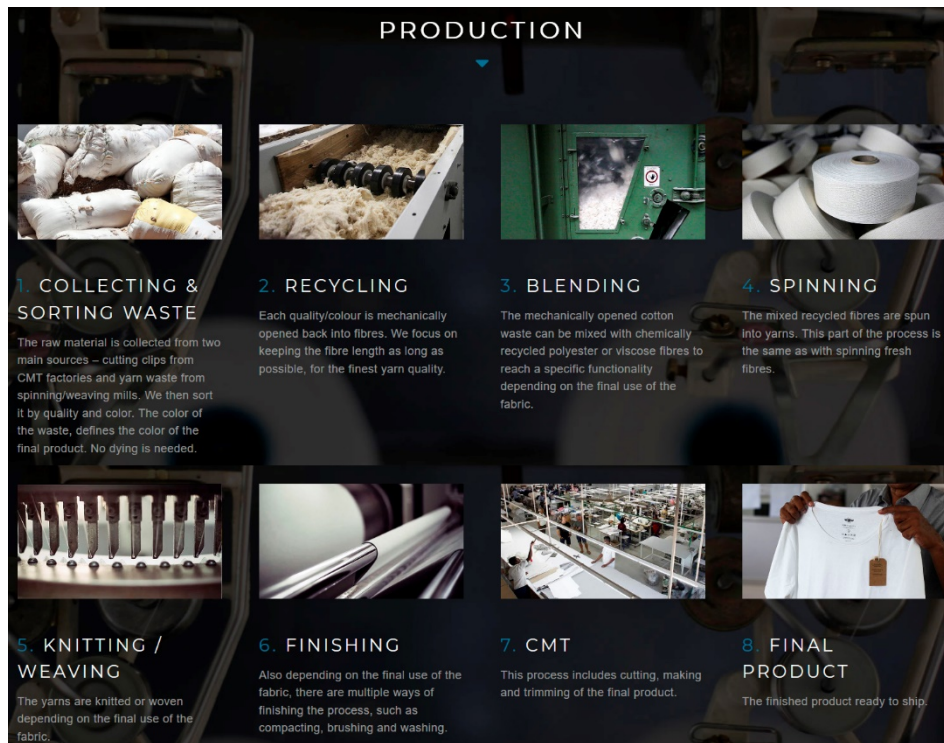 PRODUCTION
1. COLLECTING &
SORTING WASTE
The raw material is collected from two
main sources – cutting clips from
CMT factories and yarn waste from
spinning/weaving mills. We then sort
it by quality and color. The color of
the waste, defines the color of the
final product. No dying is needed.
2. RECYCLING
Each quality/colour is mechanically
opened back into fibres. We focus on
keeping the fibre length as long as
possible, for the finest yarn quality.
3. BLENDING
The mechanically opened cotton
waste can be mixed with chemically
recycled polyester or viscose fibres to
reach a specific functionality
depending on the final use of the
fabric.
4. SPINNING
The mixed recycled fibres are spun
into yarns. This part of the process is
the same as with spinning fresh
fibres.
5. KNITTING /
WEAVING
The yarns are knitted or woven
depending on the final use of the
fabric.
6. FINISHING
Also depending on the final use of the
fabric, there are multiple ways of
finishing the process, such as
compacting, brushing and washing.
7. CMT
This process includes cutting, making
and trimming of the final product.
8. FINAL
PRODUCT
The finished product ready to ship.